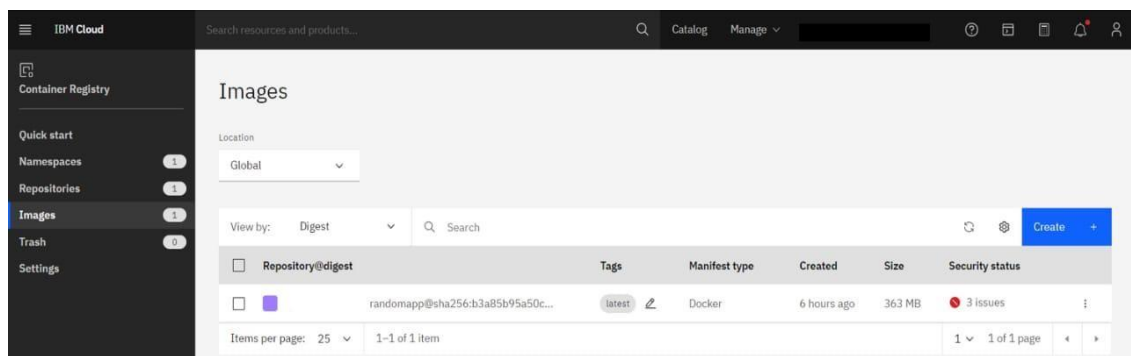 IBM Cloud
Search resources and products...
Catalog
Manage
Container Registry
Quick start
Namespaces 1
Repositories 1
Images 1
Trash 0
Settings
Images
Location
Global
View by: Digest
Search
Create +
Repository@digest Tags Manifest type Created Size Security status
randomapp@sha256:b3a85b95a50c... latest Docker 6 hours ago 363 MB 3 issues
Items per page: 25 1–1 of 1 item 1 1 of 1 page